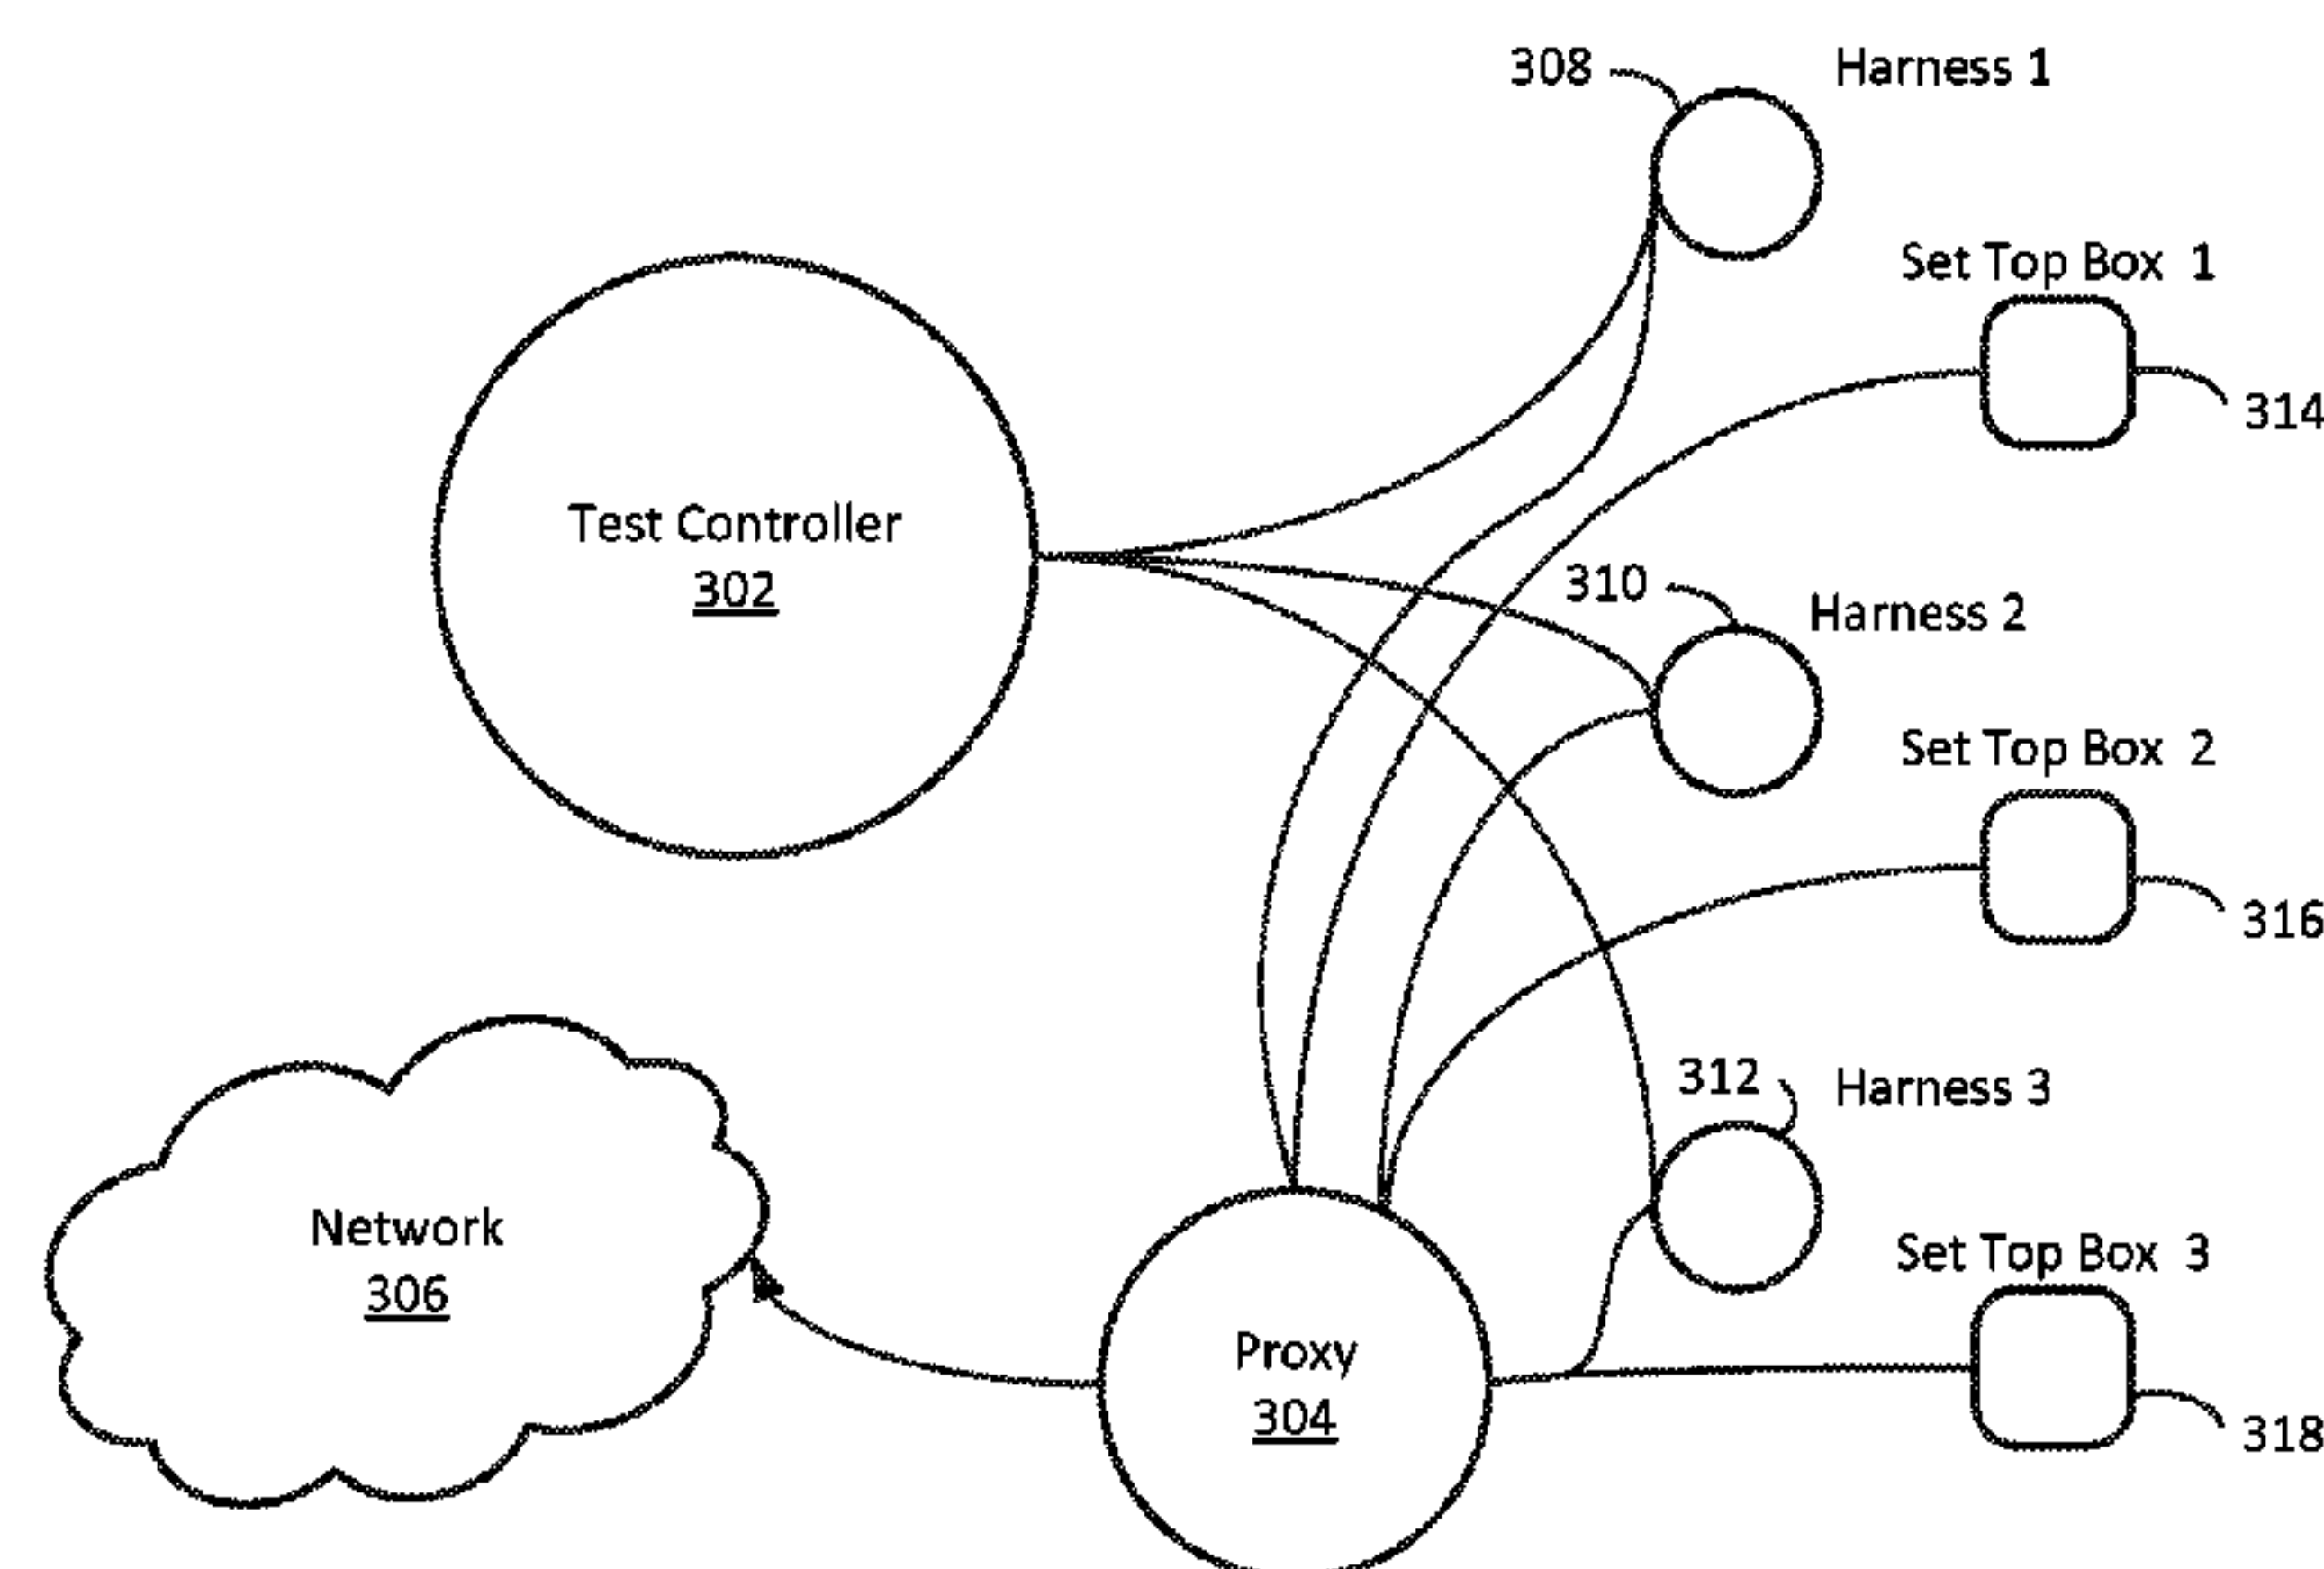 308
Harness 1
Set Top Box 1
314
Test Controller
302
310
Harness 2
Set Top Box 2
316
312
Harness 3
Network
306
Set Top Box 3
Proxy
304
318